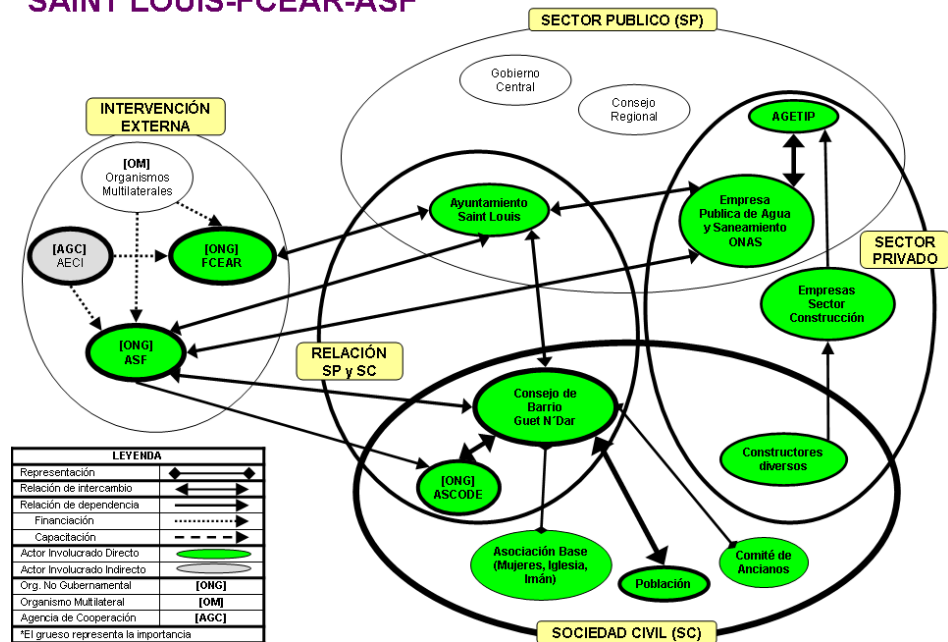 SAINT LOUIS-FCEAR-ASF
SECTOR PUBLICO (SP)
Gobierno
Central
Consejo
Regional
AGETIP
INTERVENCIÓN
EXTERNA
[OM]
Organismos
Multilaterales
[AGC]
AECI
[ONG]
FCEAR
Ayuntamiento
Saint Louis
Empresa
Publica de Agua
y Saneamiento
ONAS
SECTOR
PRIVADO
Empresas
Sector
Construcción
[ONG]
ASF
RELACIÓN
SP y SC
Consejo de
Barrio
Guet N´Dar
Constructores
diversos
[ONG]
ASCODE
Asociación Base
(Mujeres, Iglesia,
Imán)
Población
Comité de
Ancianos
SOCIEDAD CIVIL (SC)
LEYENDA
Representación
Relación de intercambio
Relación de dependencia
Financiación
Capacitación
Actor Involucrado Directo
Actor Involucrado Indirecto
Org. No Gubernamental [ONG]
Organismo Multilateral [OM]
Agencia de Cooperación [AGC]
*El grueso representa la importancia